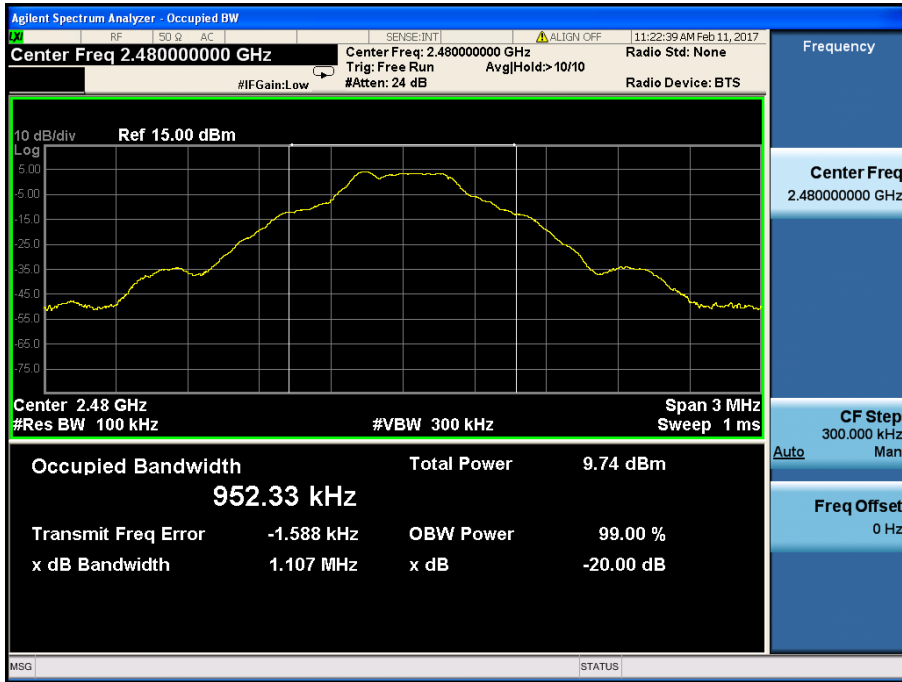 Agilent Spectrum Analyzer - Occupied BW
LXI RF 50 Ω AC SENSE:INT ALIGN OFF 11:22:39 AM Feb 11, 2017
Center Freq 2.480000000 GHz
Center Freq: 2.480000000 GHz
Radio Std: None
Trig: Free Run Avg|Hold:>10/10
#IFGain:Low
#Atten: 24 dB
Radio Device: BTS
10 dB/div Ref 15.00 dBm
Log
5.00
-5.00
-15.0
-25.0
-35.0
-45.0
-55.0
-65.0
-75.0
Center 2.48 GHz Span 3 MHz
#Res BW 100 kHz #VBW 300 kHz Sweep 1 ms
Occupied Bandwidth Total Power 9.74 dBm
952.33 kHz
Transmit Freq Error -1.588 kHz OBW Power 99.00 %
x dB Bandwidth 1.107 MHz x dB -20.00 dB
MSG STATUS
Frequency
Center Freq
2.480000000 GHz
CF Step
300.000 kHz
Auto Man
Freq Offset
0 Hz